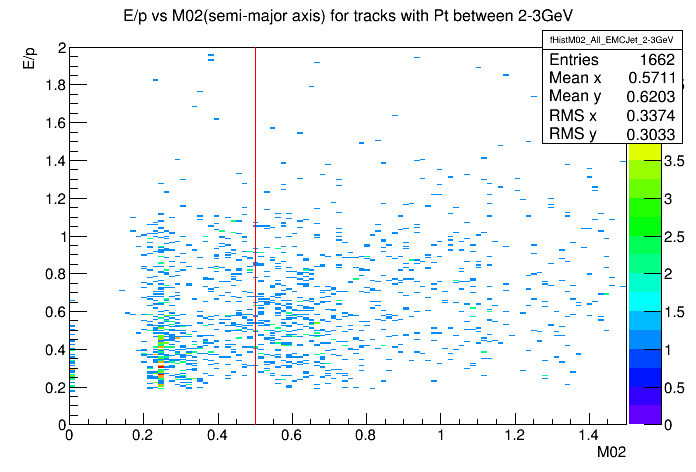 E/p vs M02(semi-major axis) for tracks with Pt between 2-3GeV
fHistM02_All_EMCJet_2-3GeV
Entries 1662
Mean x 0.5711
Mean y 0.6203
RMS x 0.3374
RMS y 0.3033
E/p
2
1.8
1.6
1.4
1.2
1
0.8
0.6
0.4
0.2
0
0 0.2 0.4 0.6 0.8 1 1.2 1.4
M02
3.5
3
2.5
2
1.5
1
0.5
0